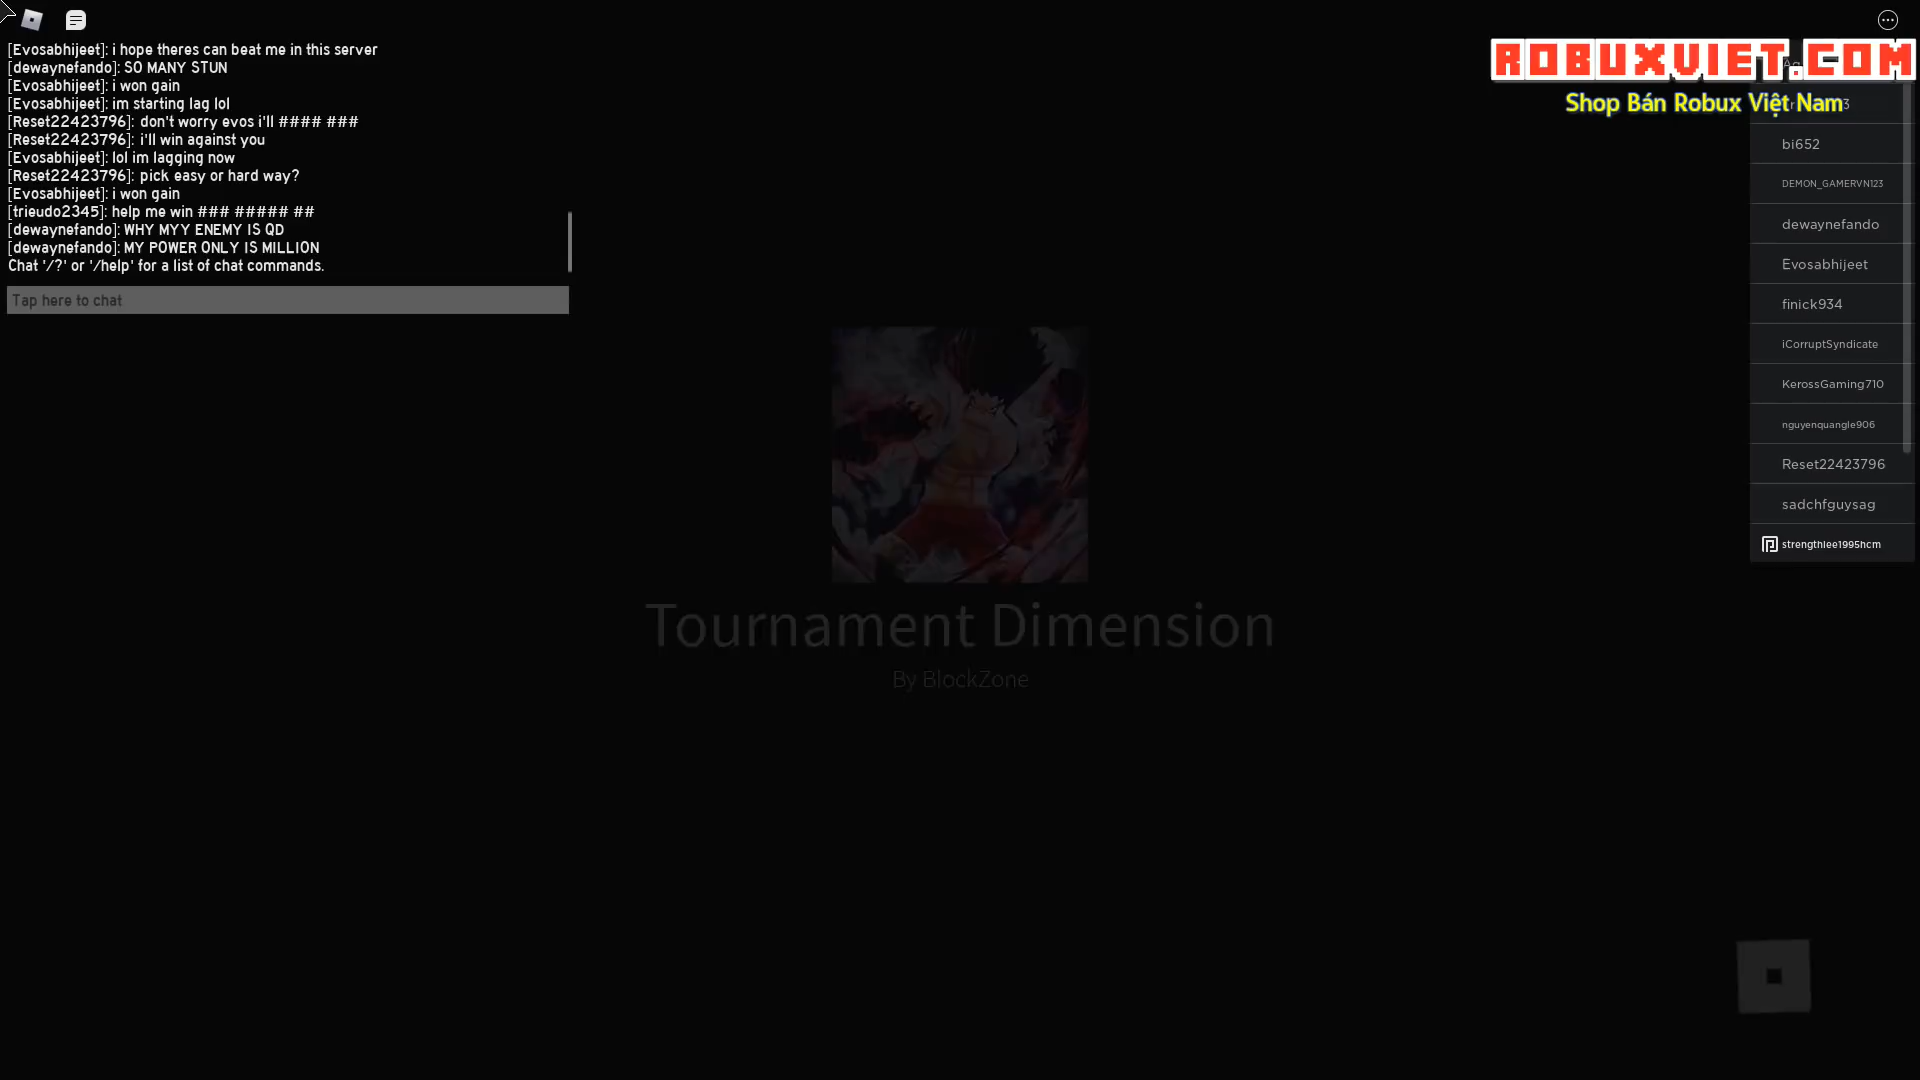 [Evosabhijeet]: i hope theres can beat me in this server
[dewaynefando]: SO MANY STUN
[Evosabhijeet]: i won gain
[Evosabhijeet]: im starting lag lol
[Reset22423796]: don't worry evos i'll #### ###
[Reset22423796]: i'll win against you
[Evosabhijeet]: lol im lagging now
[Reset22423796]: pick easy or hard way?
[Evosabhijeet]: i won gain
[trieudo2345]: help me win ### ##### ##
[dewaynefando]: WHY MYY ENEMY IS QD
[dewaynefando]: MY POWER ONLY IS MILLION
Chat '/?' or '/help' for a list of chat commands.
Tap here to chat
ROBUXVIET.COM
Shop Bán Robux Việt Nam
bi652
DEMON_GAMERVN123
dewaynefando
Evosabhijeet
finick934
iCorruptSyndicate
KerossGaming710
nguyenquangle906
Reset22423796
sadchfguysag
strengthlee1995hcm
Tournament Dimension
By BlockZone